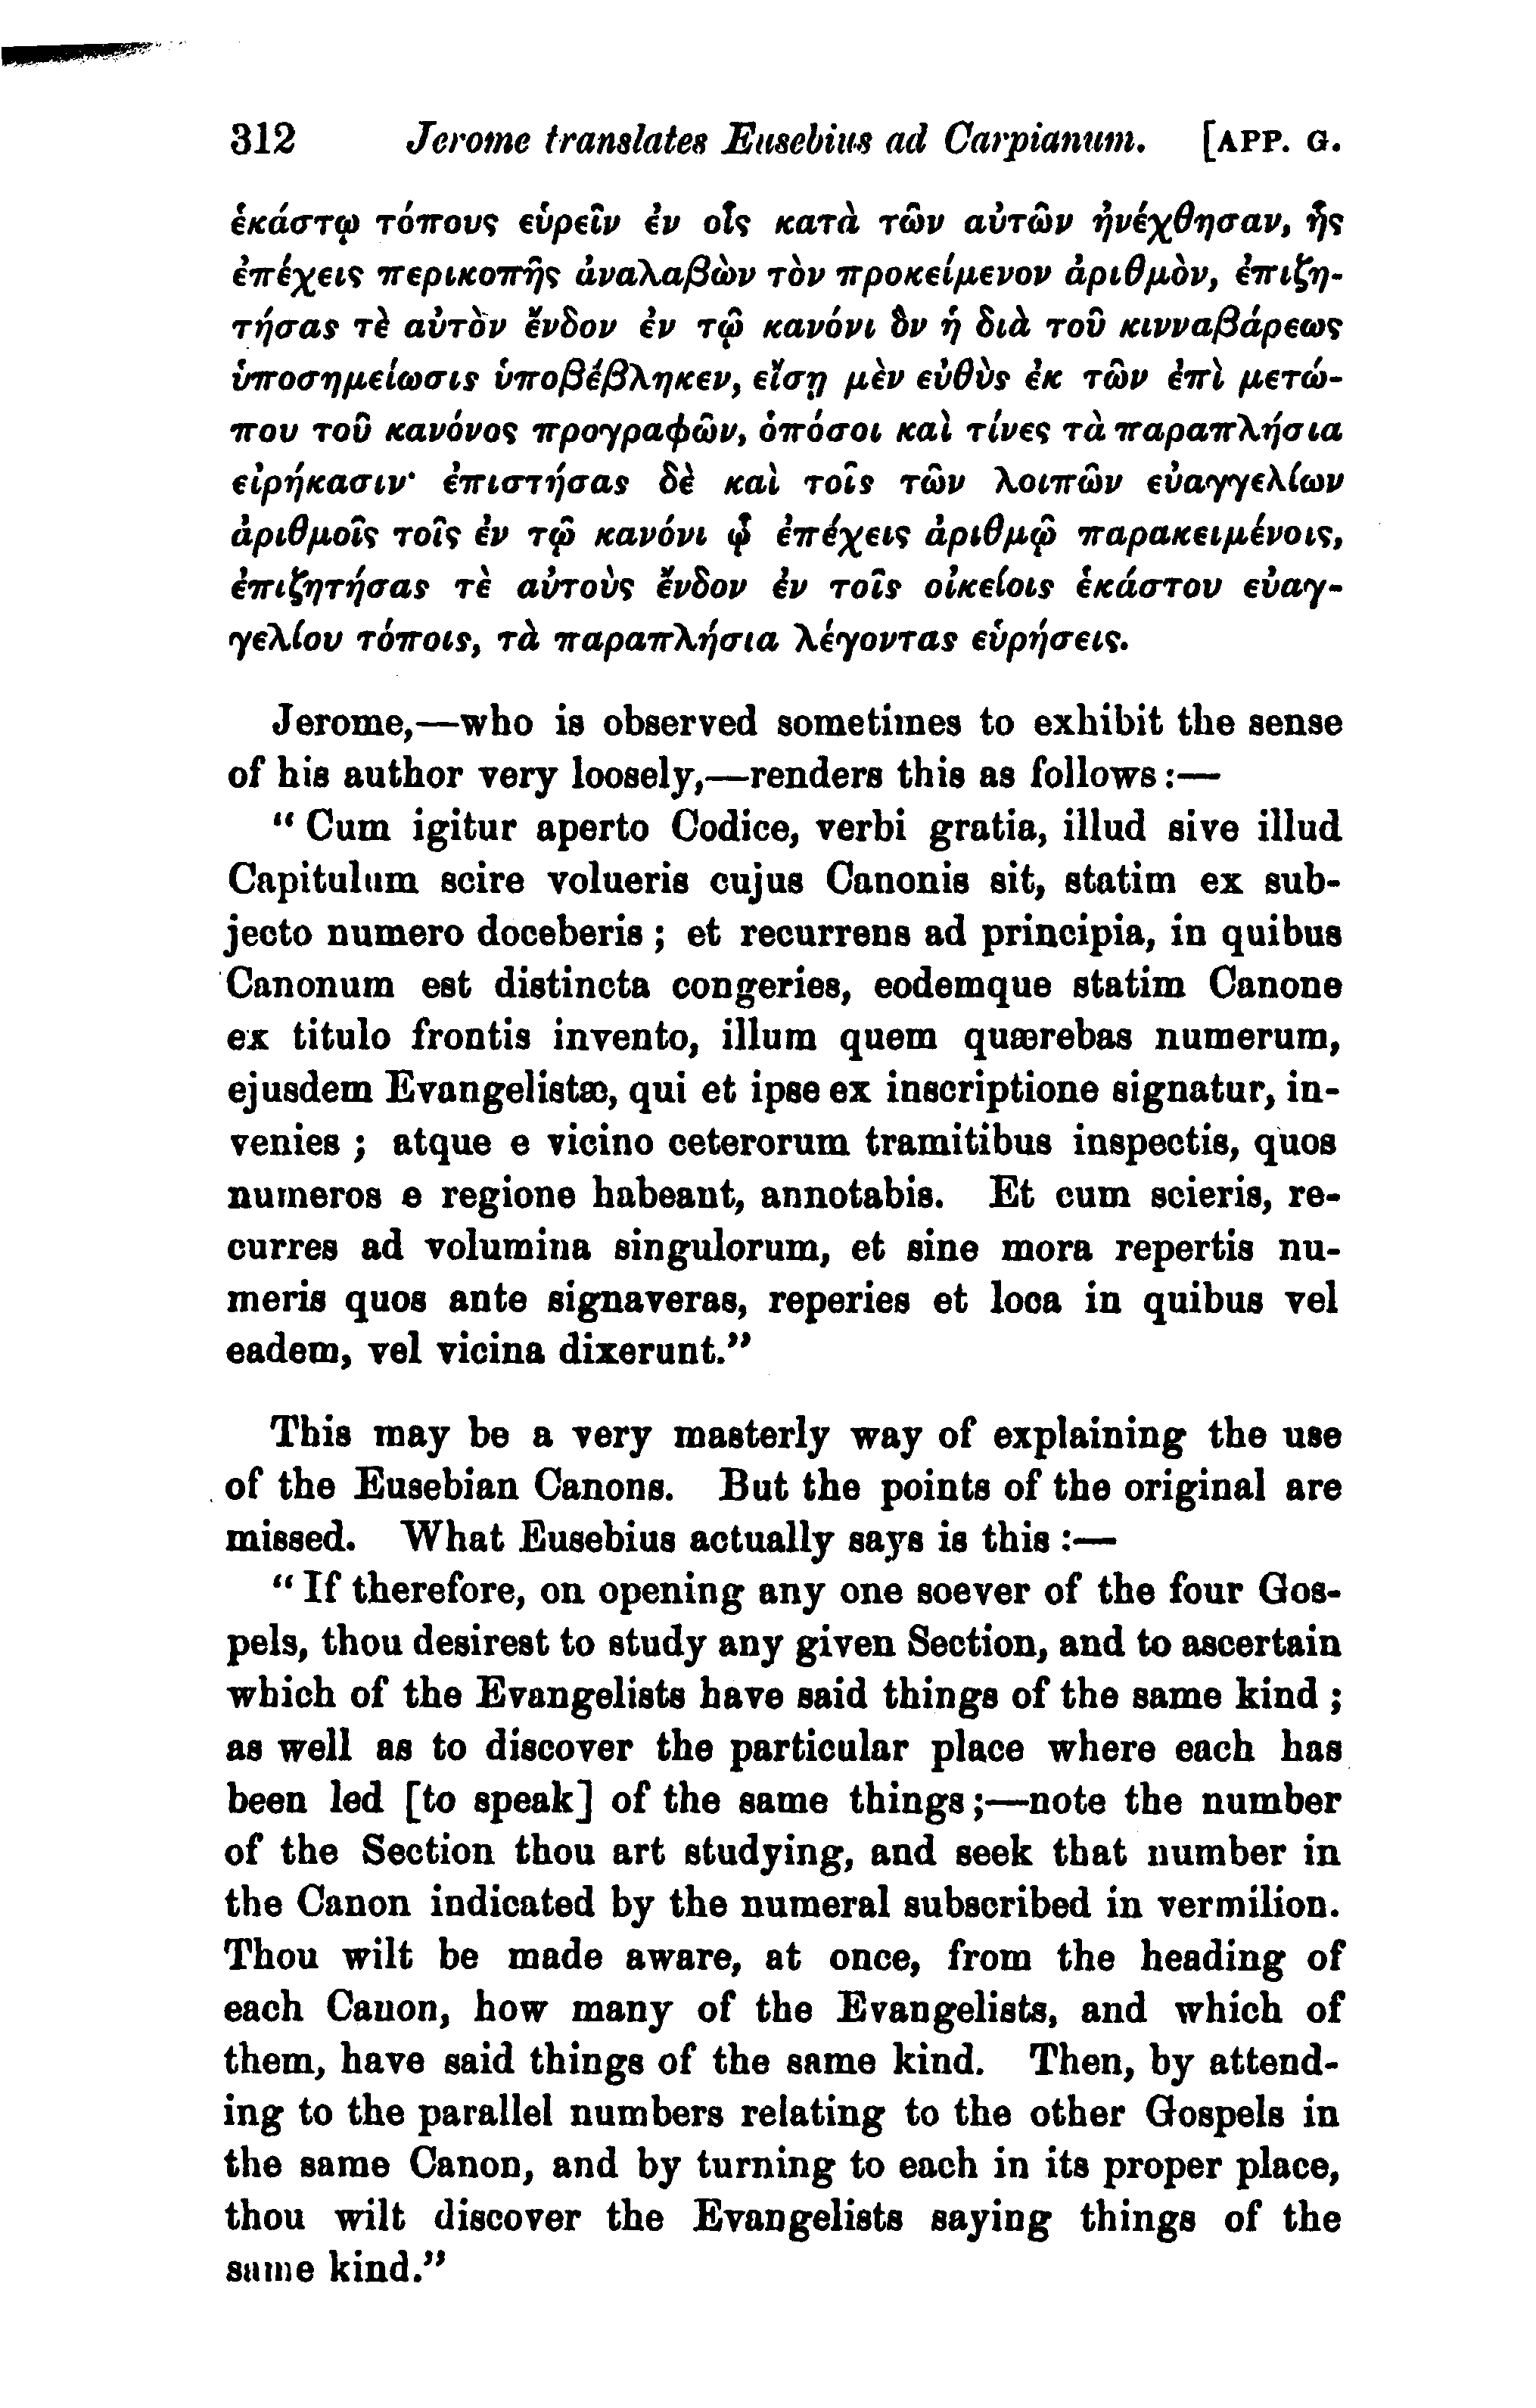 312 Jerome translates Eusebius ad Carpianum. [APP. G.
ἑκάστῳ τόπους εὑρεῖν ἐν οἷς κατὰ τῶν αὐτῶν ἠνέχθησαν, ἧς
ἐπέχεις περικοπῆς ἀναλαβὼν τὸν προκείμενον ἀριθμὸν, ἐπιζη-
τήσας τὲ αὐτὸν ἔνδον ἐν τῷ κανόνι ὃν ἡ διὰ τοῦ κινναβάρεως
ὑποσημείωσις ὑποβέβληκεν, εἴσῃ μὲν εὐθὺς ἐκ τῶν ἐπὶ μετώ-
που τοῦ κανόνος προγραφῶν, ὁπόσοι καὶ τίνες τὰ παραπλήσια
εἰρήκασιν· ἐπιστήσας δὲ καὶ τοῖς τῶν λοιπῶν εὐαγγελίων
ἀριθμοῖς τοῖς ἐν τῷ κανόνι ᾧ ἐπέχεις ἀριθμῷ παρακειμένοις,
ἐπιζητήσας τὲ αὐτοὺς ἔνδον ἐν τοῖς οἰκείοις ἑκάστου εὐαγ-
γελίου τόποις, τὰ παραπλήσια λέγοντας εὑρήσεις.
Jerome,—who is observed sometimes to exhibit the sense
of his author very loosely,—renders this as follows:—
“Cum igitur aperto Codice, verbi gratia, illud sive illud
Capitulum scire volueris cujus Canonis sit, statim ex sub-
jecto numero doceberis; et recurrens ad principia, in quibus
Canonum est distincta congeries, eodemque statim Canone
ex titulo frontis invento, illum quem quærebas numerum,
ejusdem Evangelistæ, qui et ipse ex inscriptione signatur, in-
venies; atque e vicino ceterorum tramitibus inspectis, quos
numeros e regione habeant, annotabis. Et cum scieris, re-
curres ad volumina singulorum, et sine mora repertis nu-
meris quos ante signaveras, reperies et loca in quibus vel
eadem, vel vicina dixerunt.”
This may be a very masterly way of explaining the use
of the Eusebian Canons. But the points of the original are
missed. What Eusebius actually says is this:—
“If therefore, on opening any one soever of the four Gos-
pels, thou desirest to study any given Section, and to ascertain
which of the Evangelists have said things of the same kind;
as well as to discover the particular place where each has
been led [to speak] of the same things;—note the number
of the Section thou art studying, and seek that number in
the Canon indicated by the numeral subscribed in vermilion.
Thou wilt be made aware, at once, from the heading of
each Canon, how many of the Evangelists, and which of
them, have said things of the same kind. Then, by attend-
ing to the parallel numbers relating to the other Gospels in
the same Canon, and by turning to each in its proper place,
thou wilt discover the Evangelists saying things of the
same kind.”